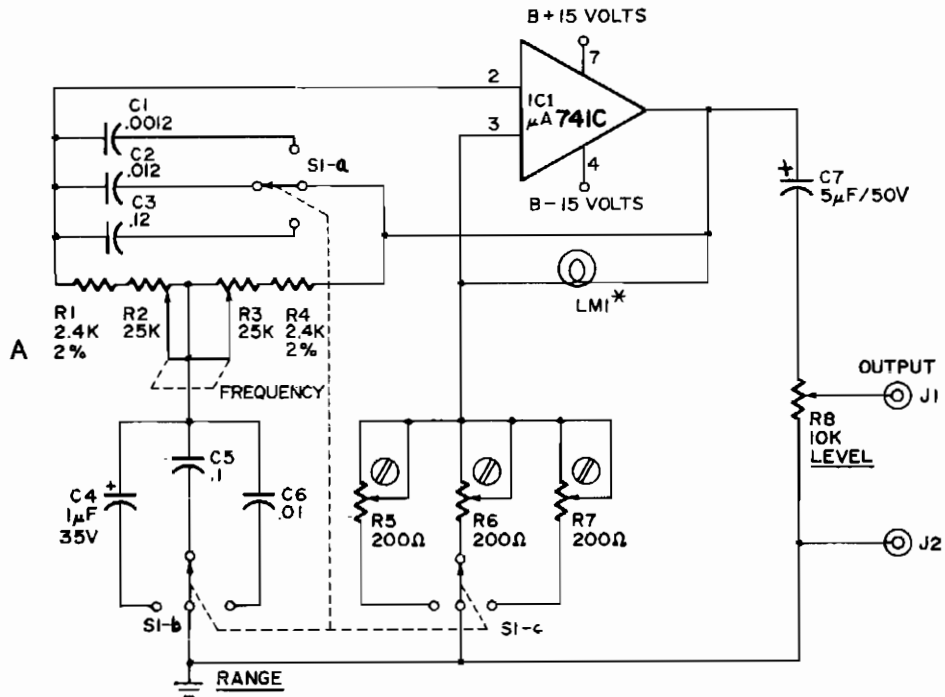 B+15 VOLTS
7
2
IC1
µA 741C
3
4
B-15 VOLTS
C1
.0012
C2
.012
C3
.12
S1-a
C7
5µF/50V
+
LM1*
R1
2.4K
2%
R2
25K
R3
25K
R4
2.4K
2%
A
FREQUENCY
OUTPUT
J1
R8
10K
LEVEL
C4
1µF
35V
+
C5
.1
C6
.01
R5
200Ω
R6
200Ω
R7
200Ω
J2
S1-b
S1-c
RANGE